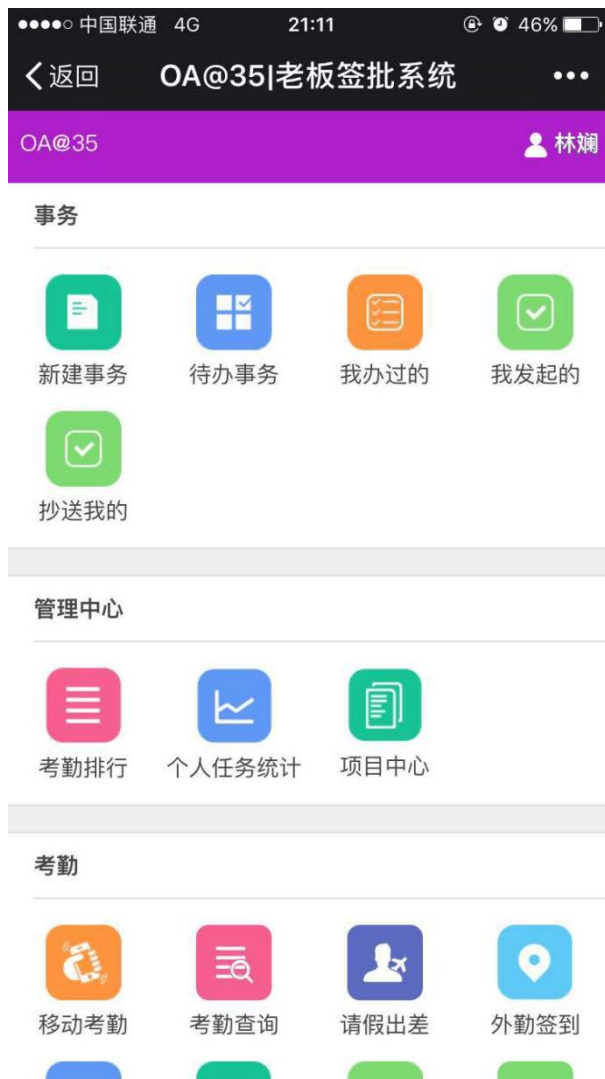 中国联通 4G 21:11 46%
返回 OA@35|老板签批系统
OA@35 林斓
事务
新建事务 待办事务 我办过的 我发起的
抄送我的
管理中心
考勤排行 个人任务统计 项目中心
考勤
移动考勤 考勤查询 请假出差 外勤签到